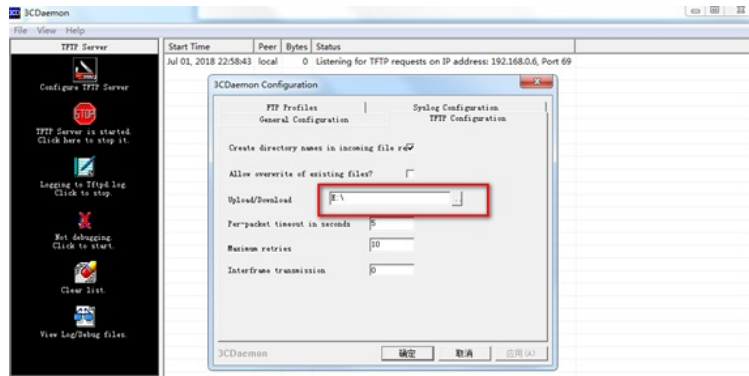 3CDaemon
File View Help
TFTP Server
Start Time Peer Bytes Status
Jul 01, 2018 22:58:43 local 0 Listening for TFTP requests on IP address: 192.168.0.6, Port 69
Configure TFTP Server
STOP
TFTP Server is started.
Click here to stop it.
Logging to Tftpd.log.
Click to stop.
Not debugging.
Click to start.
Clear list.
View Log/Debug files.
3CDaemon Configuration
FTP Profiles Syslog Configuration
General Configuration TFTP Configuration
Create directory names in incoming file re
Allow overwrite of existing files?
Upload/Download E:\
Per-packet timeout in seconds 5
Maximum retries 10
Interframe transmission 0
3CDaemon 确定 取消 应用(A)